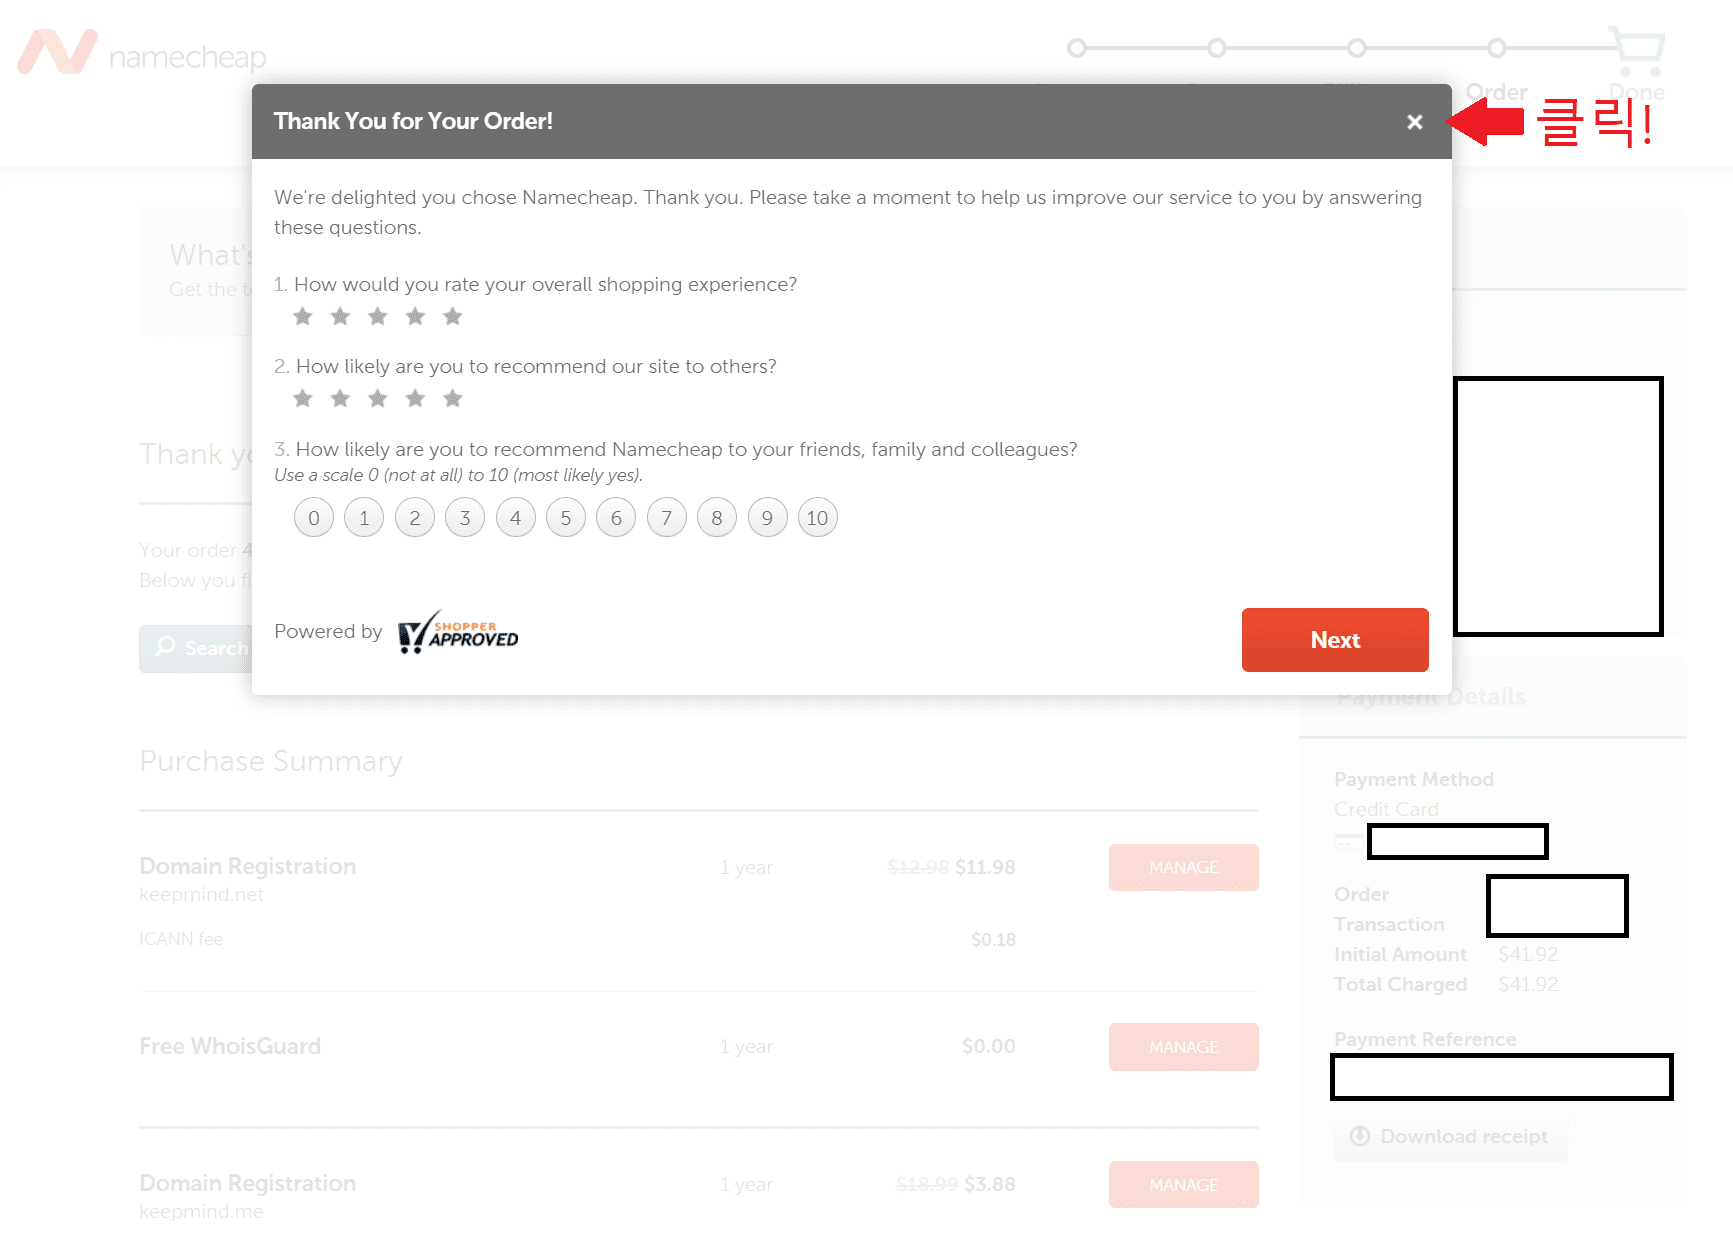 namecheap
Order
Done
Thank You for Your Order!
×
클릭!
We're delighted you chose Namecheap. Thank you. Please take a moment to help us improve our service to you by answering
these questions.
What's
Get the t
1. How would you rate your overall shopping experience?
2. How likely are you to recommend our site to others?
3. How likely are you to recommend Namecheap to your friends, family and colleagues?
Use a scale 0 (not at all) to 10 (most likely yes).
0 1 2 3 4 5 6 7 8 9 10
Thank yo
Your order 4
Below you fi
Search
Powered by SHOPPER APPROVED
Next
Payment Details
Purchase Summary
Payment Method
Credit Card
Domain Registration 1 year $12.98 $11.98 MANAGE
keepmind.net
ICANN fee $0.18
Order
Transaction
Initial Amount $41.92
Total Charged $41.92
Free WhoisGuard 1 year $0.00 MANAGE
Payment Reference
Download receipt
Domain Registration 1 year $18.99 $3.88 MANAGE
keepmind.me